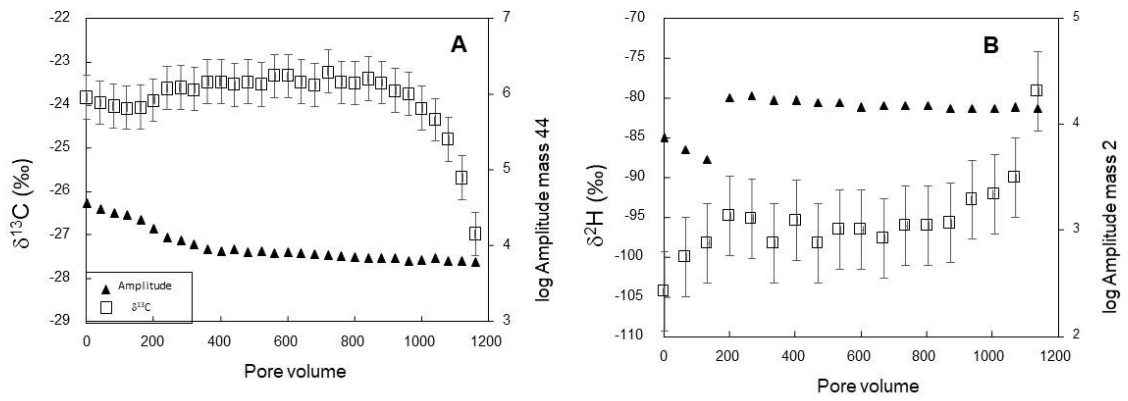 A
δ¹³C (‰)
-22
-23
-24
-25
-26
-27
-28
-29
7
6
5
4
3
log Amplitude mass 44
Amplitude
δ¹³C
0 200 400 600 800 1000 1200
Pore volume
B
δ²H (‰)
-70
-75
-80
-85
-90
-95
-100
-105
-110
5
4
3
2
log Amplitude mass 2
0 200 400 600 800 1000 1200
Pore volume